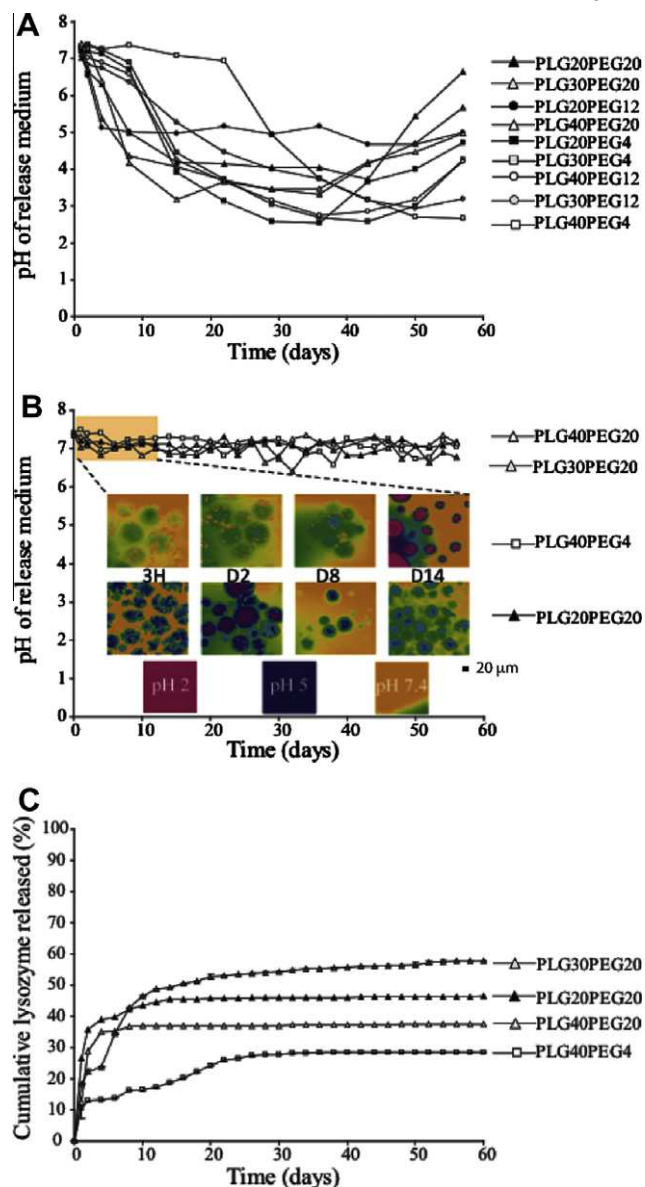 A
8
7
6
5
4
3
2
1
0
pH of release medium
0 10 20 30 40 50 60
Time (days)
PLG20PEG20
PLG30PEG20
PLG20PEG12
PLG40PEG20
PLG20PEG4
PLG30PEG4
PLG40PEG12
PLG30PEG12
PLG40PEG4
B
8
7
6
5
4
3
2
1
0
pH of release medium
3H D2 D8 D14
pH 2 pH 5 pH 7.4
20 µm
0 10 20 30 40 50 60
Time (days)
PLG40PEG20
PLG30PEG20
PLG40PEG4
PLG20PEG20
C
100
90
80
70
60
50
40
30
20
10
0
Cumulative lysozyme released (%)
0 10 20 30 40 50 60
Time (days)
PLG30PEG20
PLG20PEG20
PLG40PEG20
PLG40PEG4